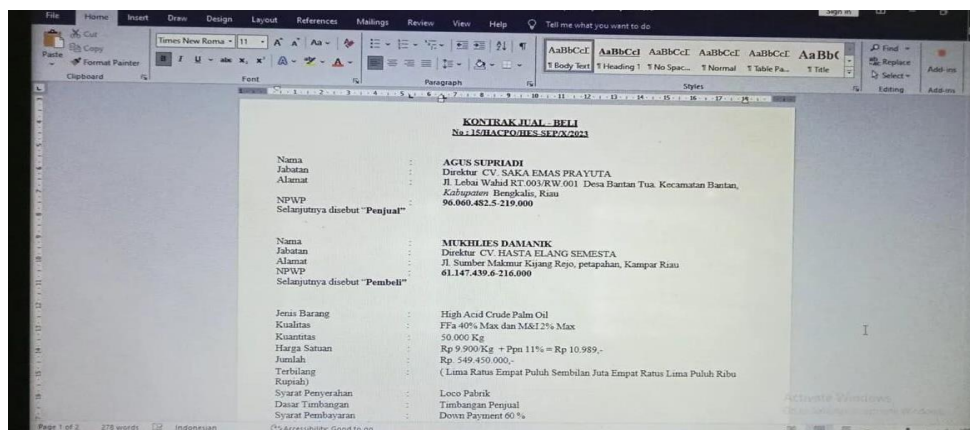 File Home Insert Draw Design Layout References Mailings Review View Help Tell me what you want to do
Sign in
Paste
Cut
Copy
Format Painter
Clipboard
Times New Roma 11
Font
Paragraph
AaBbCcI AaBbCcI AaBbCcI AaBbCcI AaBbCcI AaBb(
¶ Body Text ¶ Heading 1 ¶ No Spac... ¶ Normal ¶ Table Pa... ¶ Title
Styles
Find
Replace
Select
Editing
Add-ins
Add-ins
KONTRAK JUAL - BELI
No : 15/HACPO/HES-SEP/X/2023
Nama : AGUS SUPRIADI
Jabatan : Direktur CV. SAKA EMAS PRAYUTA
Alamat : Jl. Lebai Wahid RT.003/RW.001 Desa Bantan Tua. Kecamatan Bantan,
Kabupaten Bengkalis, Riau
NPWP : 96.060.482.5-219.000
Selanjutnya disebut "Penjual"
Nama : MUKHLIES DAMANIK
Jabatan : Direktur CV. HASTA ELANG SEMESTA
Alamat : Jl. Sumber Makmur Kijang Rejo, petapahan, Kampar Riau
NPWP : 61.147.439.6-216.000
Selanjutnya disebut "Pembeli"
Jenis Barang : High Acid Crude Palm Oil
Kualitas : FFa 40% Max dan M&I 2% Max
Kuantitas : 50.000 Kg
Harga Satuan : Rp 9.900/Kg + Ppn 11% = Rp 10.989,-
Jumlah : Rp. 549.450.000,-
Terbilang : ( Lima Ratus Empat Puluh Sembilan Juta Empat Ratus Lima Puluh Ribu
Rupiah)
Syarat Penyerahan : Loco Pabrik
Dasar Timbangan : Timbangan Penjual
Syarat Pembayaran : Down Payment 60 %
Activate Windows
Page 1 of 2 278 words Indonesian Accessibility: Good to go